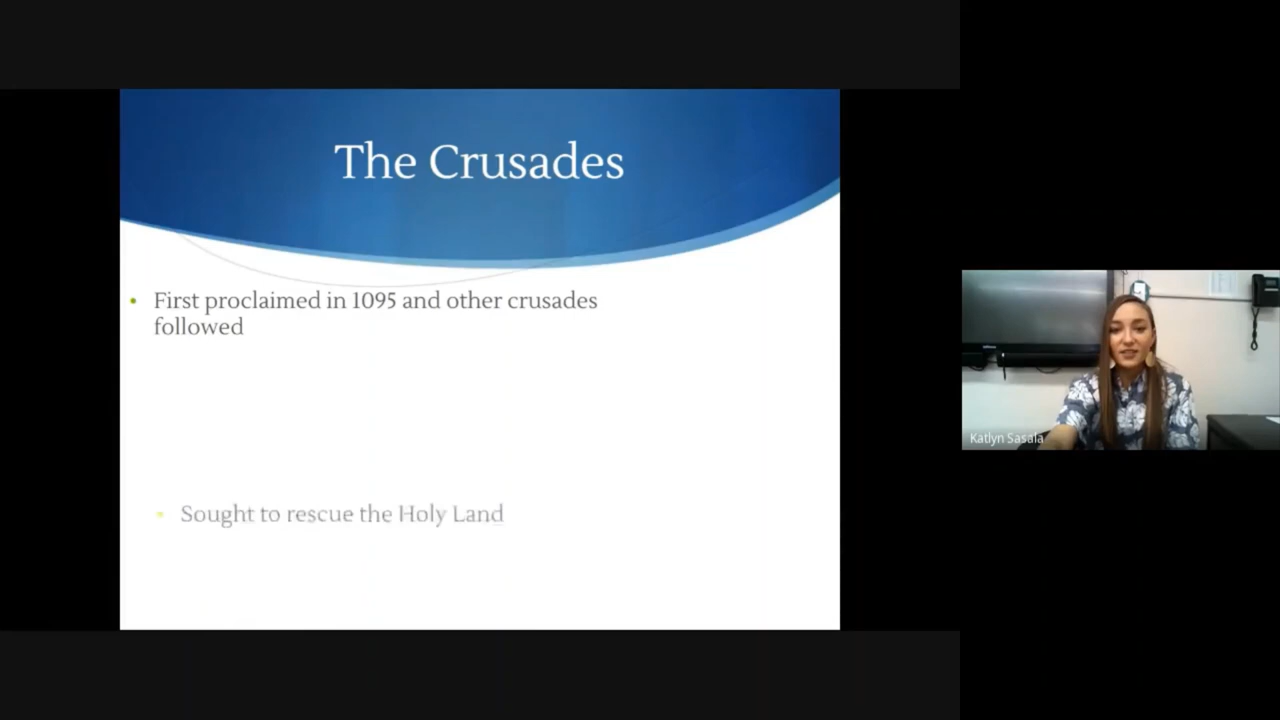 The Crusades
• First proclaimed in 1095 and other crusades
followed
Sought to rescue the Holy Land
Katlyn Sasala